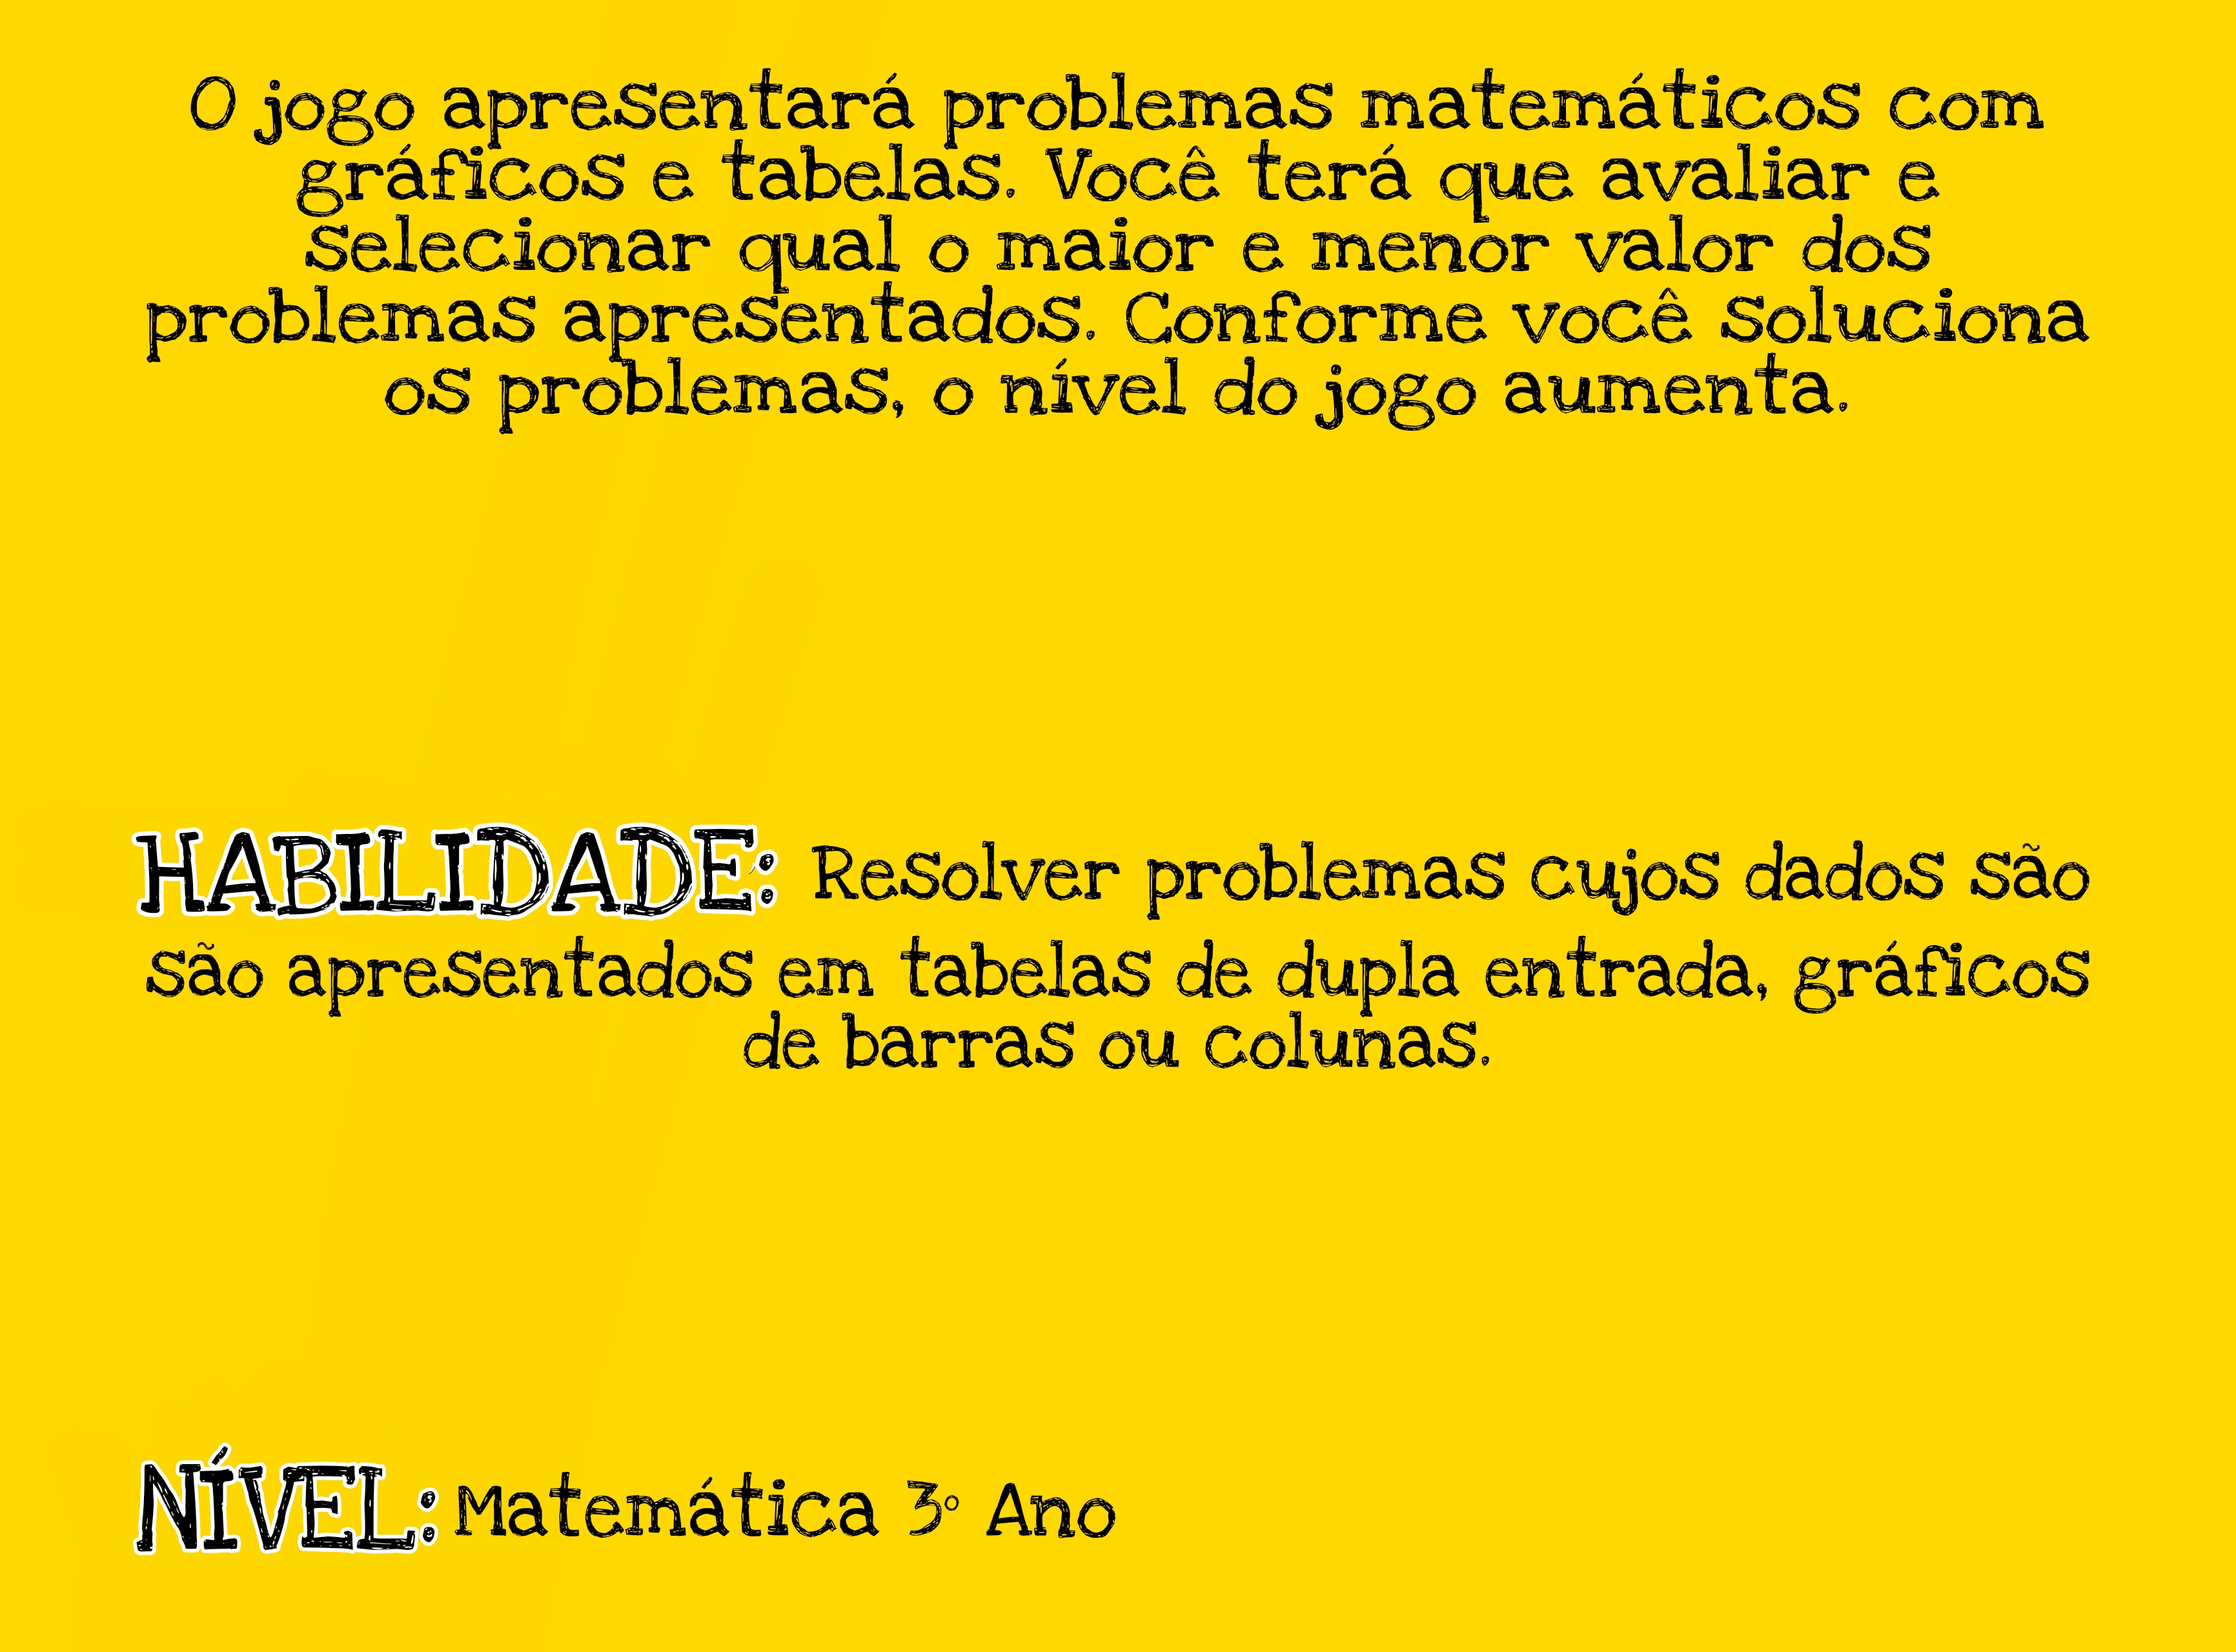 O jogo apresentará problemas matemáticos com
gráficos e tabelas. Você terá que avaliar e
selecionar qual o maior e menor valor dos
problemas apresentados. Conforme você soluciona
os problemas, o nível do jogo aumenta.
HABILIDADE: Resolver problemas cujos dados são
são apresentados em tabelas de dupla entrada, gráficos
de barras ou colunas.
NÍVEL: Matemática 3° Ano